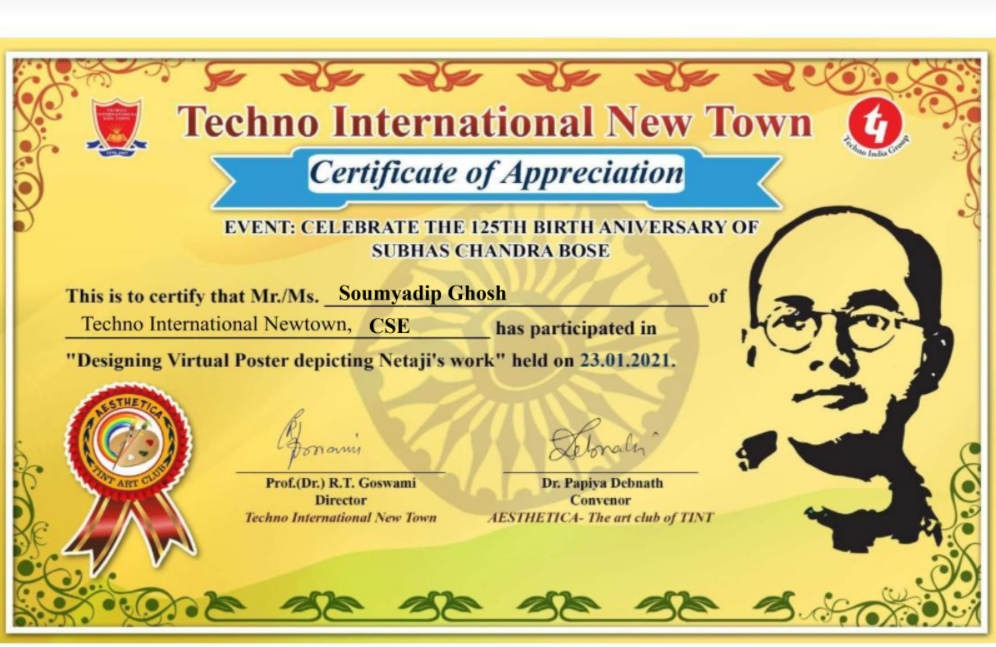 Techno International New Town
Techno India Group
Certificate of Appreciation
EVENT: CELEBRATE THE 125TH BIRTH ANIVERSARY OF
SUBHAS CHANDRA BOSE
This is to certify that Mr./Ms. Soumyadip Ghosh of
Techno International Newtown, CSE has participated in
"Designing Virtual Poster depicting Netaji's work" held on 23.01.2021.
AESTHETICA
TINT ART CLUB
Prof.(Dr.) R.T. Goswami
Director
Techno International New Town
Dr. Papiya Debnath
Convenor
AESTHETICA- The art club of TINT